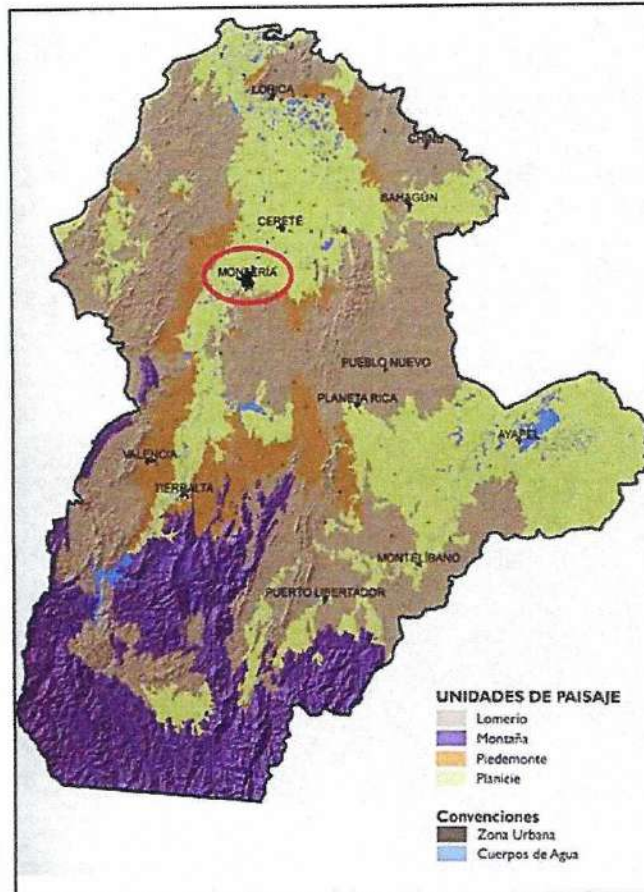 LORICA
CHINÚ
SAHAGÚN
CERETÉ
MONTERÍA
PUEBLO NUEVO
PLANETA RICA
AYAPEL
VALENCIA
TIERRALTA
MONTELÍBANO
PUERTO LIBERTADOR
UNIDADES DE PAISAJE
Lomerio
Montaña
Piedemonte
Planicie
Convenciones
Zona Urbana
Cuerpos de Agua